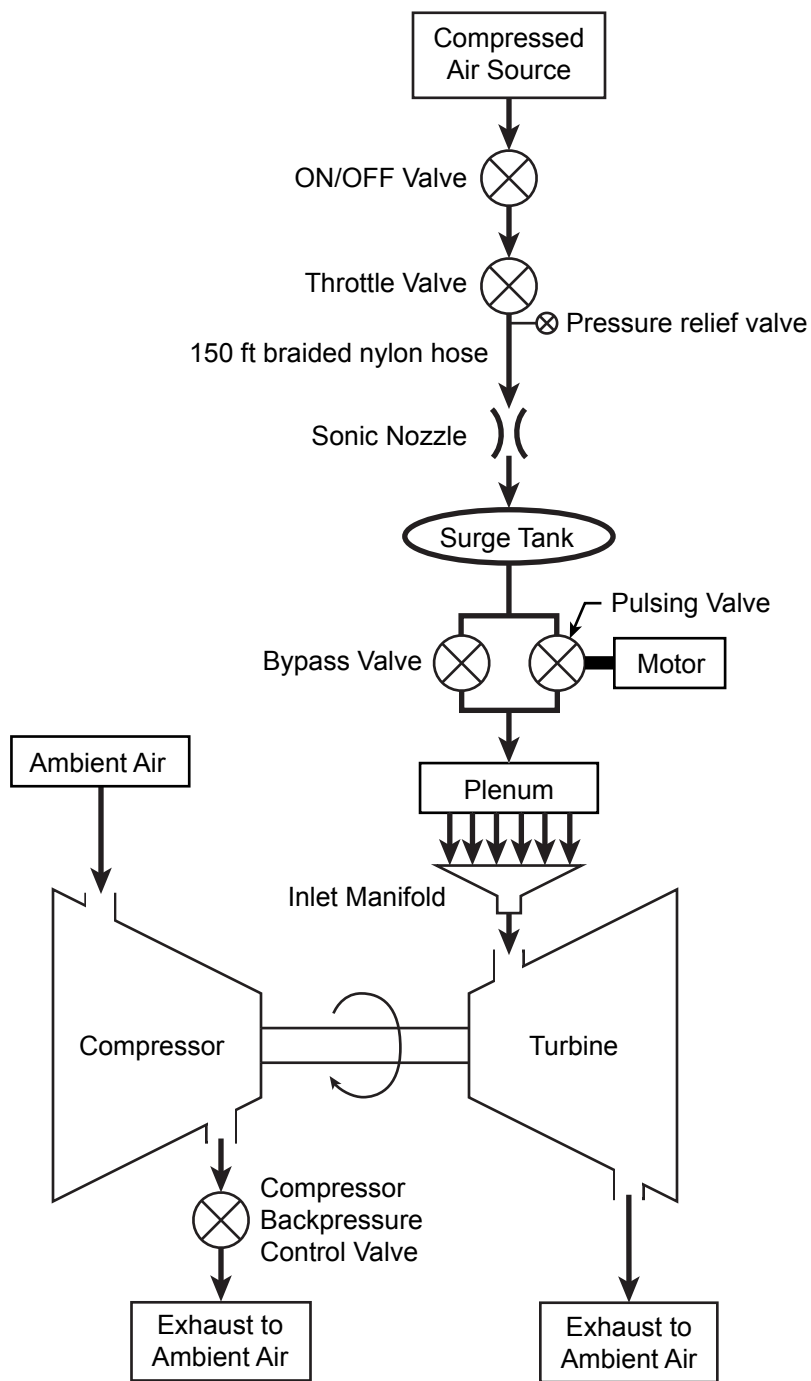 Compressed
Air Source
ON/OFF Valve
Throttle Valve
Pressure relief valve
150 ft braided nylon hose
Sonic Nozzle
Surge Tank
Pulsing Valve
Bypass Valve
Motor
Ambient Air
Plenum
Inlet Manifold
Compressor
Turbine
Compressor
Backpressure
Control Valve
Exhaust to
Ambient Air
Exhaust to
Ambient Air